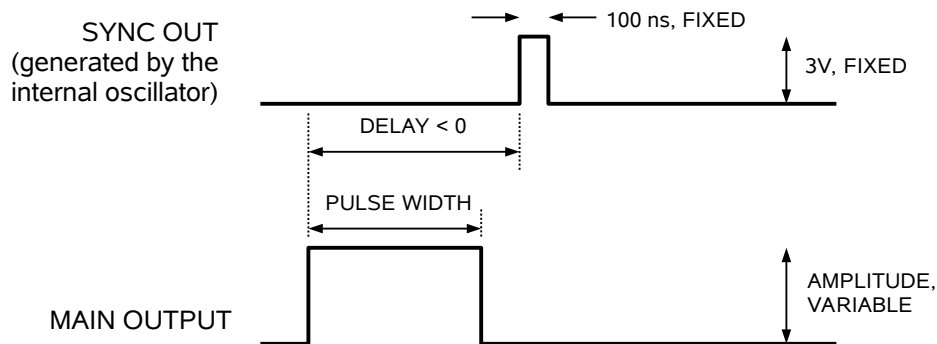 100 ns, FIXED
SYNC OUT
(generated by the
internal oscillator)
3V, FIXED
DELAY < 0
PULSE WIDTH
AMPLITUDE,
VARIABLE
MAIN OUTPUT